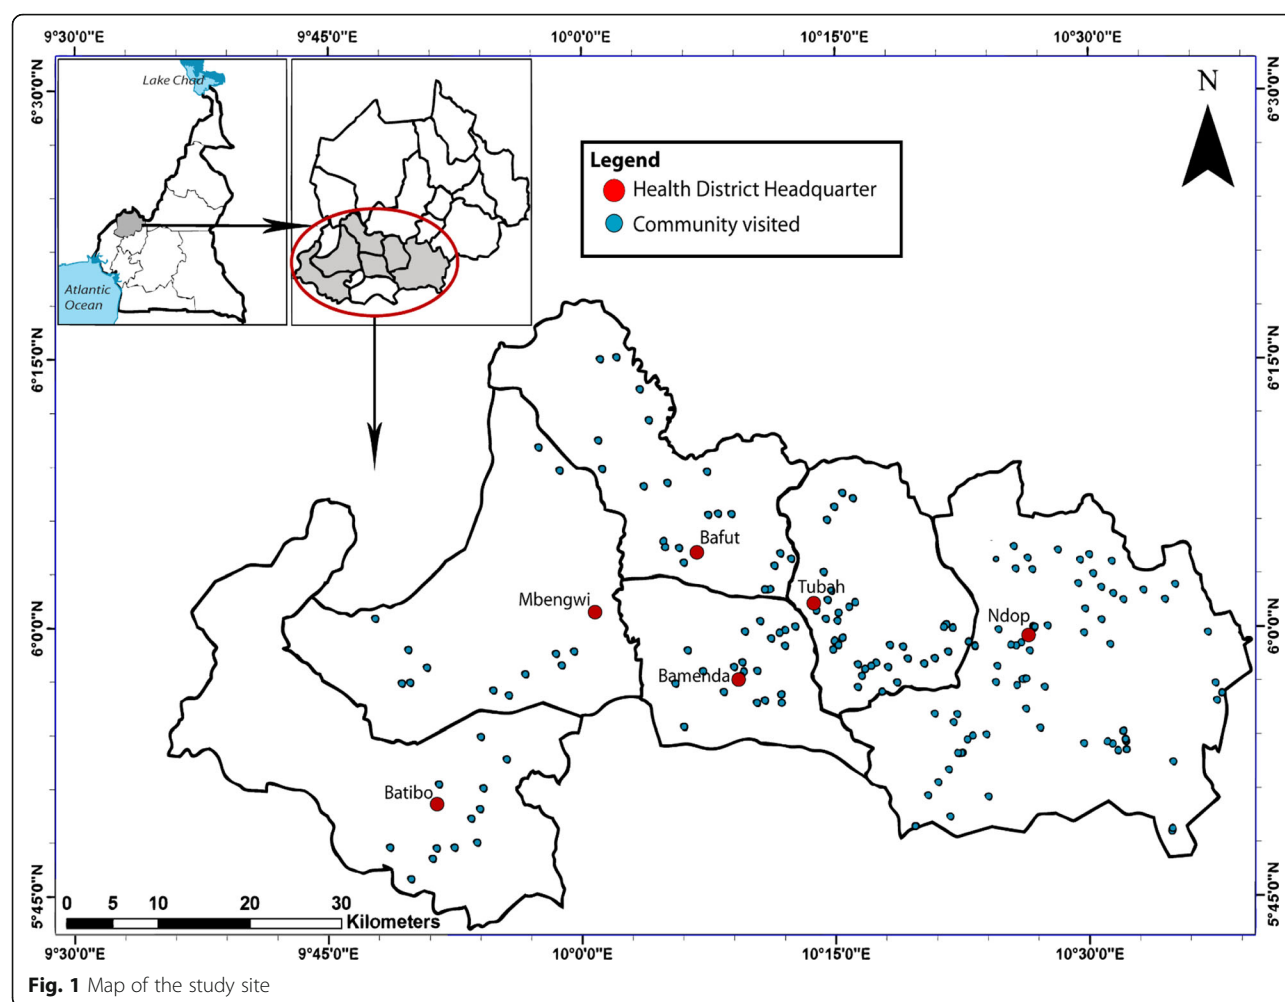 9°30'0"E 9°45'0"E 10°00'E 10°15'0"E 10°30'0"E
Lake Chad
Atlantic
Ocean
N
Legend
Health District Headquarter
Community visited
6°30'0"N
6°30'0"N
6°15'0"N
6°15'0"N
Bafut
Tubah
Mbengwi
Ndop
6°0'0"N
6°0'0"N
Bamenda
Batibo
5°45'0"N
5°45'0"N
0 5 10 20 30
Kilometers
9°30'0"E 9°45'0"E 10°00'E 10°15'0"E 10°30'0"E
Fig. 1 Map of the study site